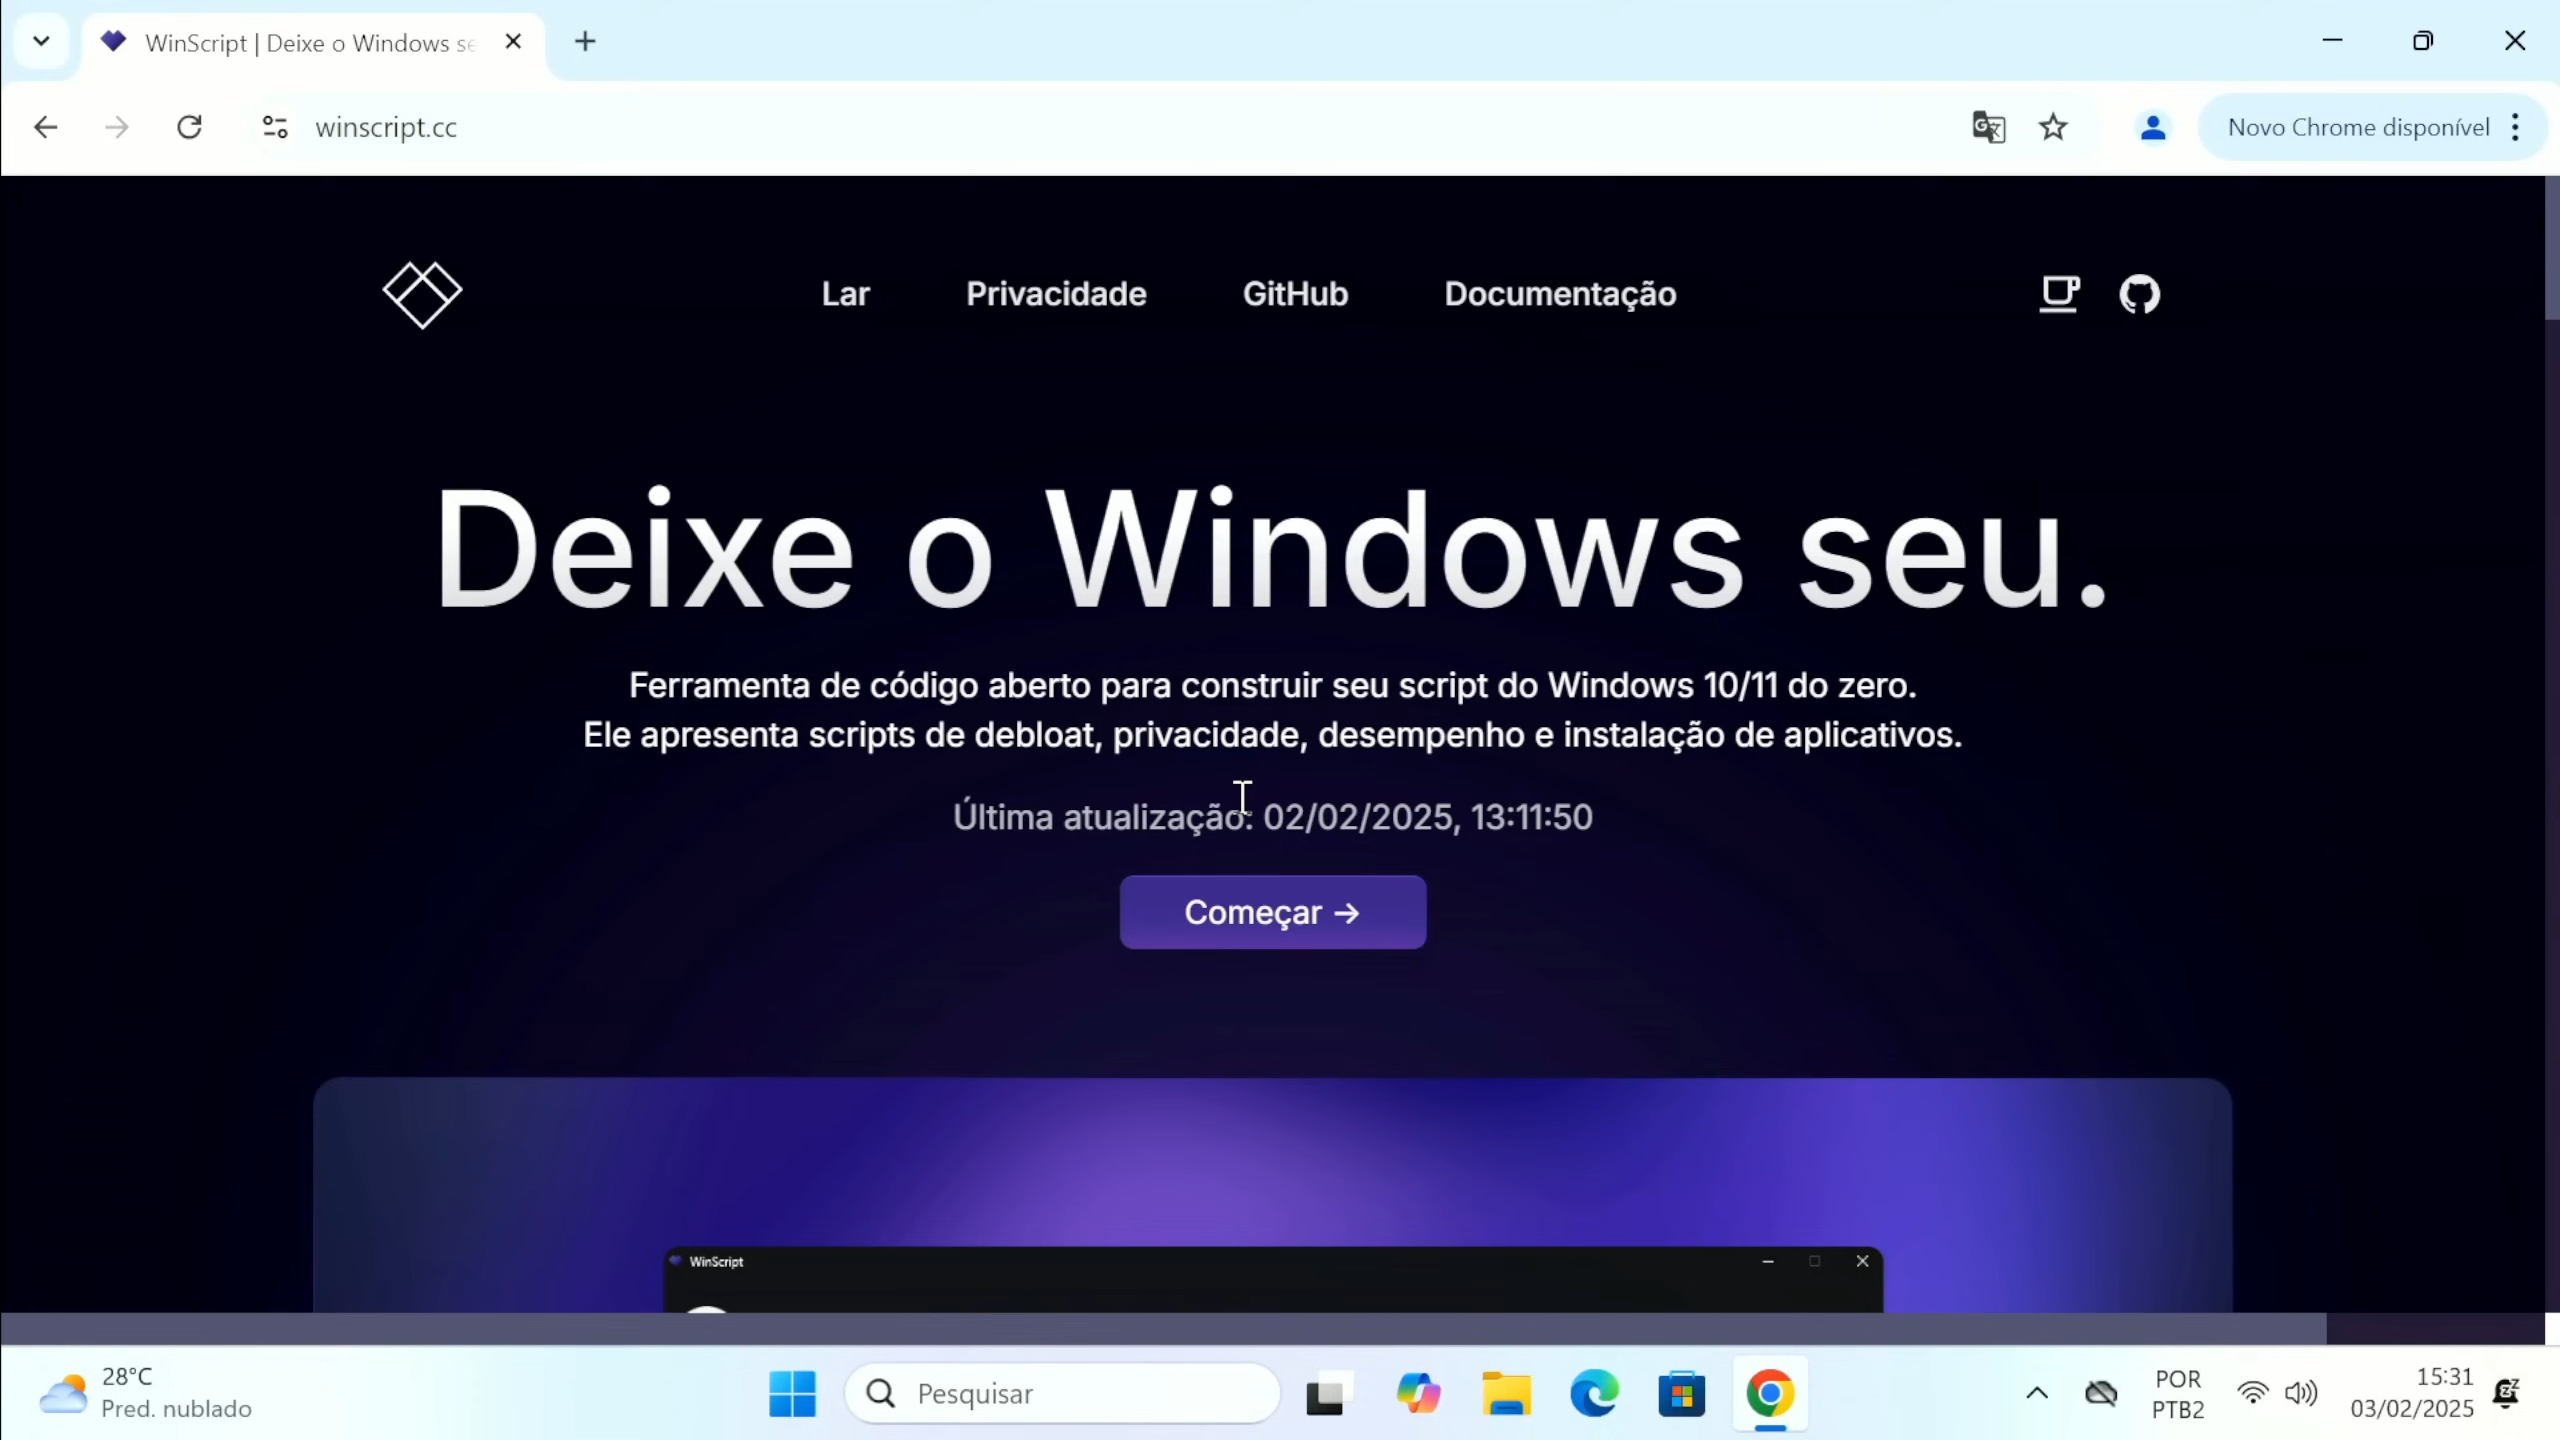 WinScript | Deixe o Windows se
winscript.cc
Novo Chrome disponível
Lar
Privacidade
GitHub
Documentação
Deixe o Windows seu.
Ferramenta de código aberto para construir seu script do Windows 10/11 do zero.
Ele apresenta scripts de debloat, privacidade, desempenho e instalação de aplicativos.
Última atualização: 02/02/2025, 13:11:50
Começar →
WinScript
28°C
Pred. nublado
Pesquisar
POR
PTB2
15:31
03/02/2025